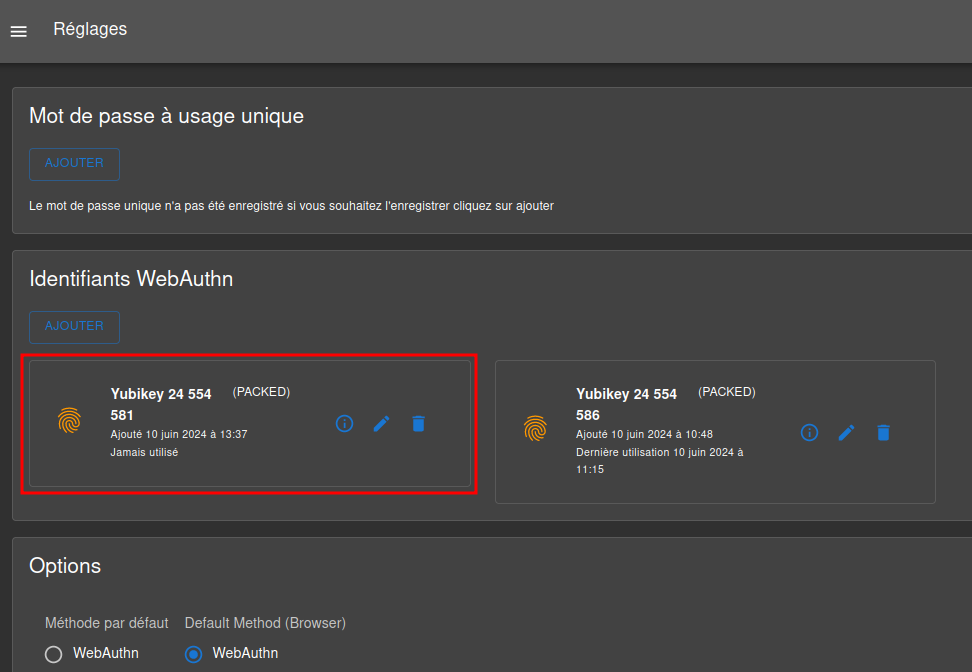 Réglages
Mot de passe à usage unique
AJOUTER
Le mot de passe unique n'a pas été enregistré si vous souhaitez l'enregistrer cliquez sur ajouter
Identifiants WebAuthn
AJOUTER
Yubikey 24 554 (PACKED)
581
Ajouté 10 juin 2024 à 13:37
Jamais utilisé
Yubikey 24 554 (PACKED)
586
Ajouté 10 juin 2024 à 10:48
Dernière utilisation 10 juin 2024 à
11:15
Options
Méthode par défaut Default Method (Browser)
WebAuthn WebAuthn